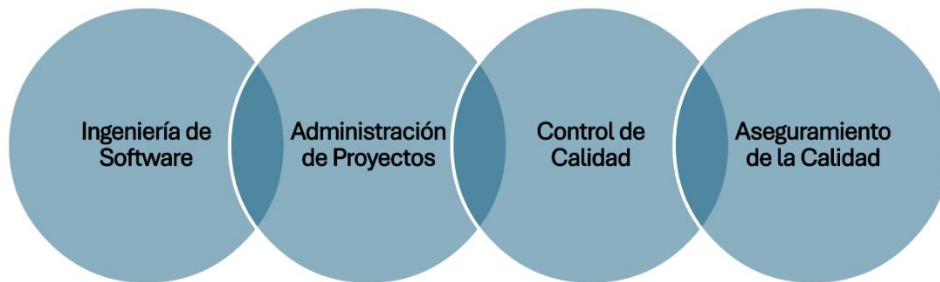 Ingeniería de
Software
Administración
de Proyectos
Control de
Calidad
Aseguramiento
de la Calidad